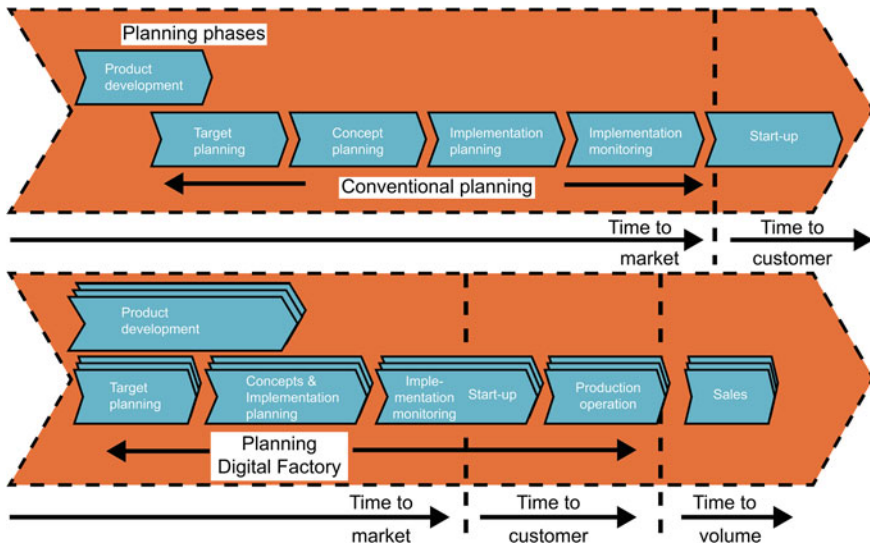 Planning phases
Product
development
Target
planning
Concept
planning
Implementation
planning
Implementation
monitoring
Start-up
Conventional planning
Time to
market
Time to
customer
Product
development
Target
planning
Concepts &
Implementation
planning
Imple-
mentation
monitoring
Start-up
Production
operation
Sales
Planning
Digital Factory
Time to
market
Time to
customer
Time to
volume